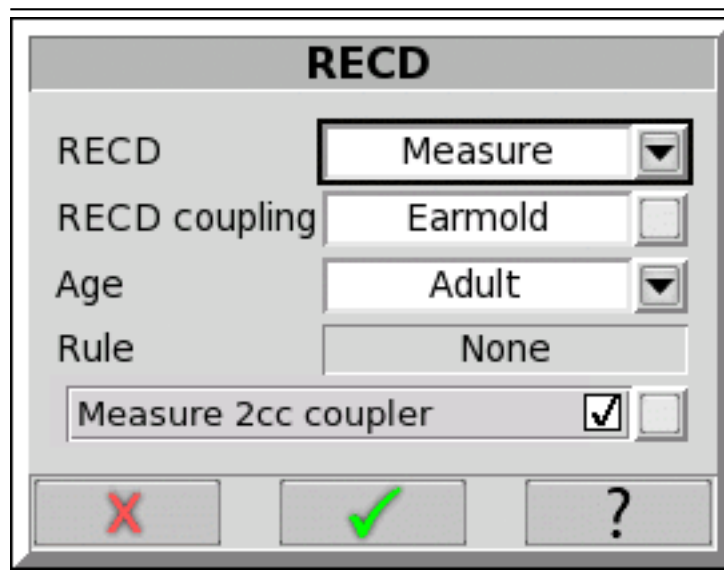 RECD
RECD Measure
RECD coupling Earmold
Age Adult
Rule None
Measure 2cc coupler
?